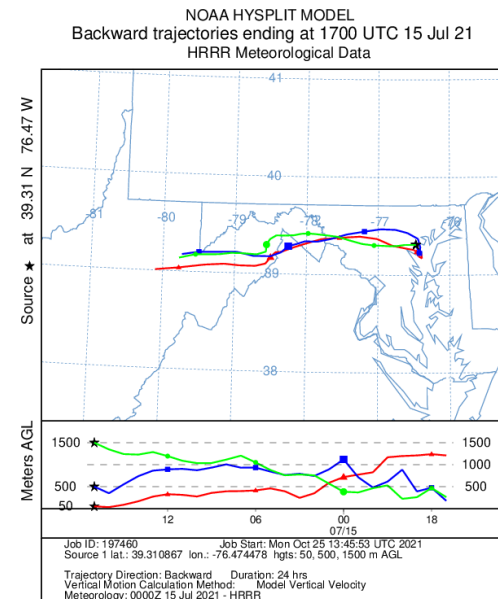 NOAA HYSPLIT MODEL
Backward trajectories ending at 1700 UTC 15 Jul 21
HRRR Meteorological Data
Source ★ at 39.31 N 76.47 W
41
40
-81
-80
-79
-78
-77
-76
39
38
Meters AGL
1500
500
50
1500
1000
500
12
06
00
18
07/15
Job ID: 197460 Job Start: Mon Oct 25 13:45:53 UTC 2021
Source 1 lat.: 39.310867 lon.: -76.474478 hgts: 50, 500, 1500 m AGL
Trajectory Direction: Backward Duration: 24 hrs
Vertical Motion Calculation Method: Model Vertical Velocity
Meteorology: 0000Z 15 Jul 2021 - HRRR